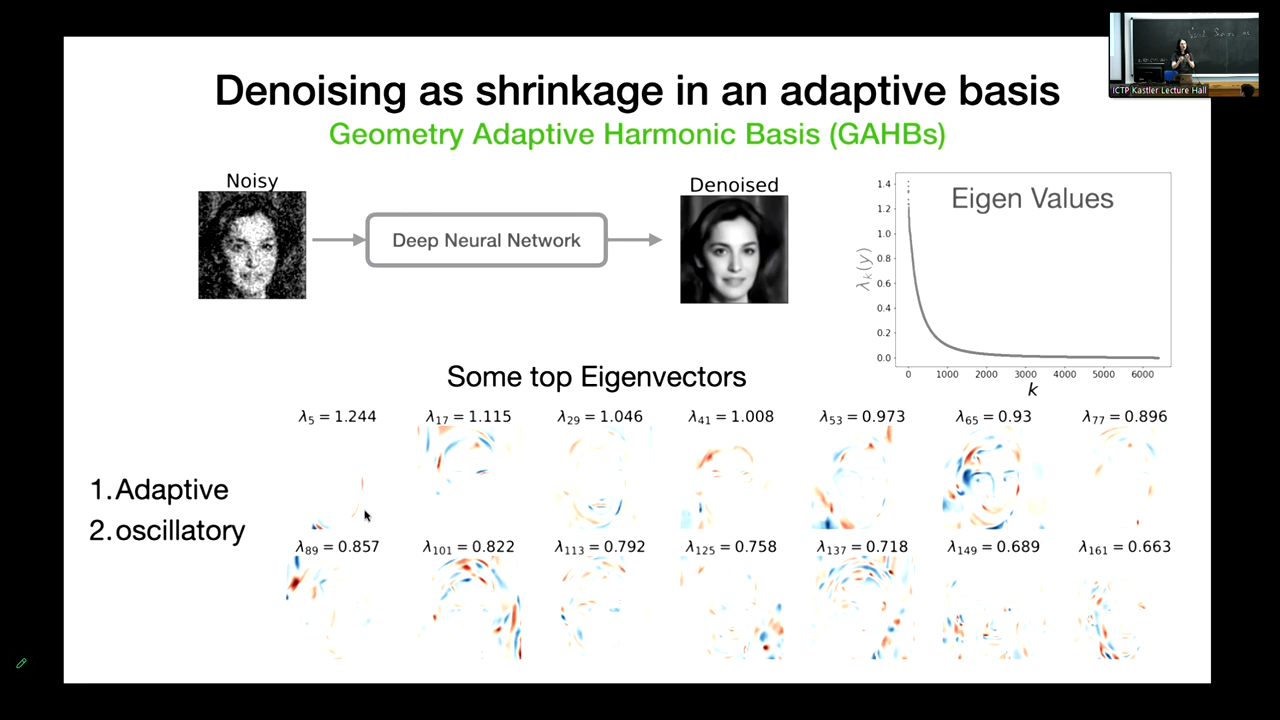 Denoising as shrinkage in an adaptive basis
Geometry Adaptive Harmonic Basis (GAHBs)
ICTP Kastler Lecture Hall
Noisy
Deep Neural Network
Denoised
Eigen Values
1.4
1.2
1.0
0.8
0.6
0.4
0.2
0.0
λk(y)
0 1000 2000 3000 4000 5000 6000
k
Some top Eigenvectors
λ5 = 1.244 λ17 = 1.115 λ29 = 1.046 λ41 = 1.008 λ53 = 0.973 λ65 = 0.93 λ77 = 0.896
1. Adaptive
2. oscillatory
λ89 = 0.857 λ101 = 0.822 λ113 = 0.792 λ125 = 0.758 λ137 = 0.718 λ149 = 0.689 λ161 = 0.663